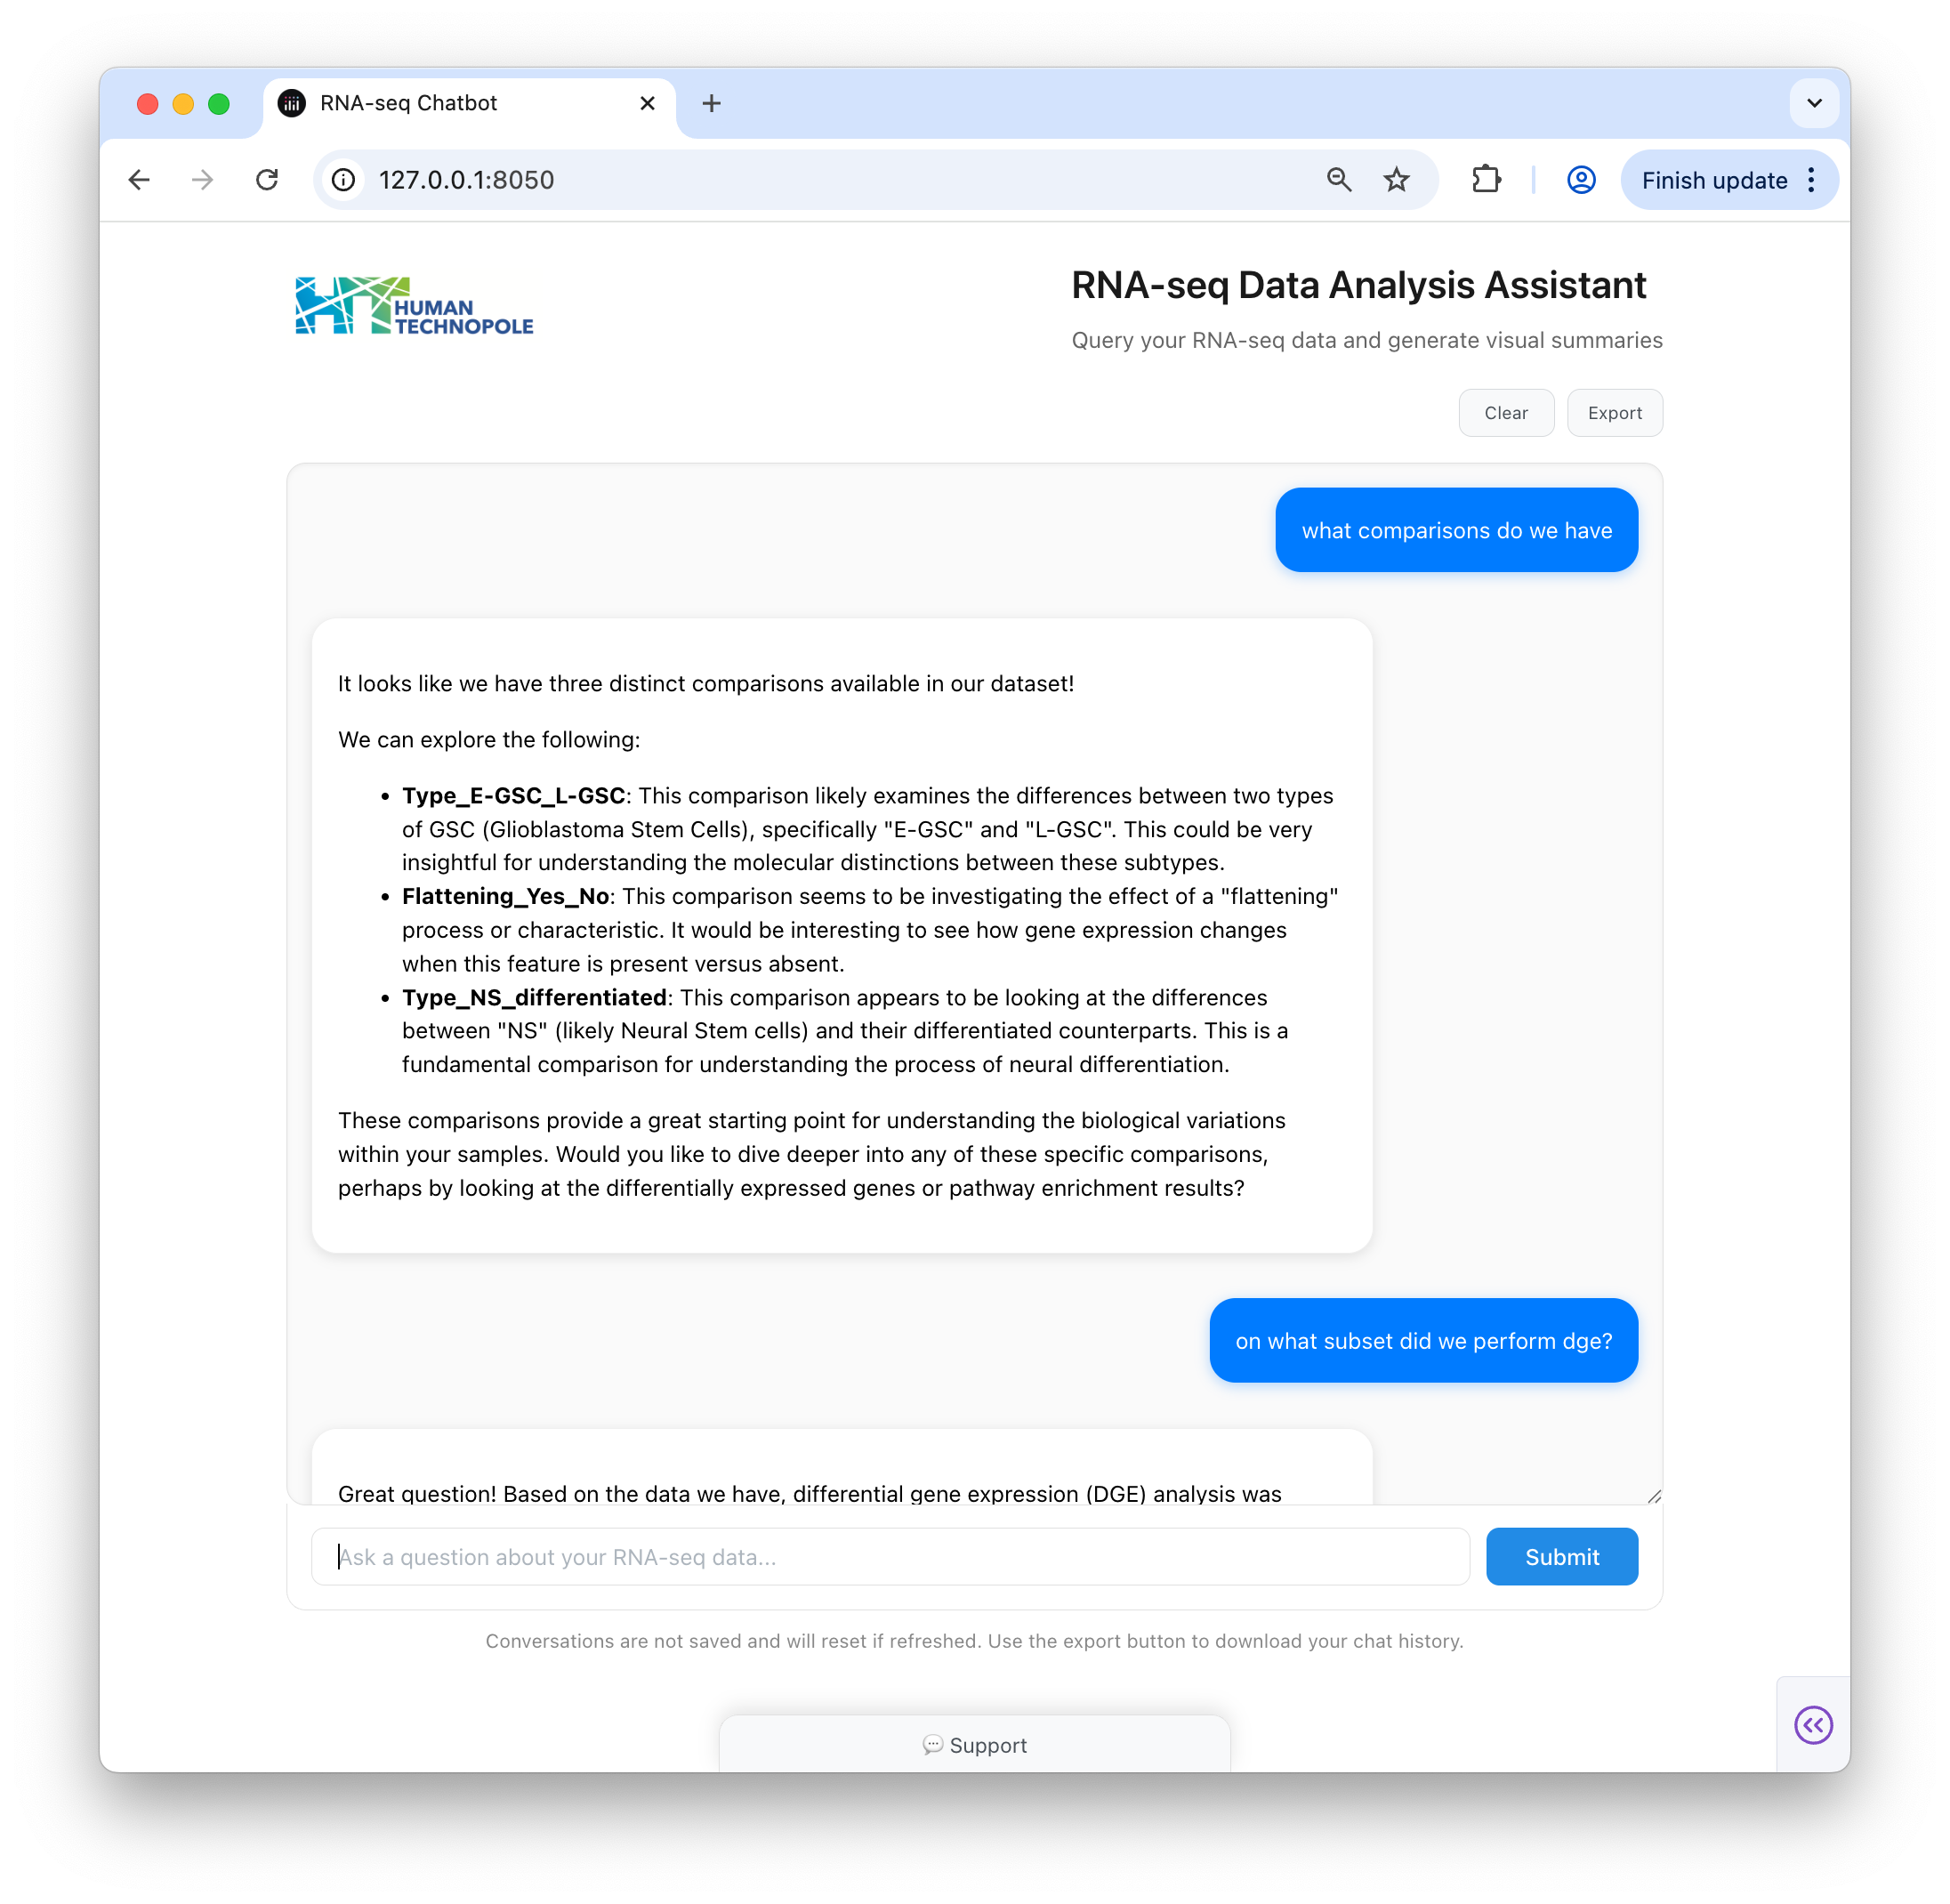 RNA-seq Chatbot
127.0.0.1:8050
Finish update
HUMAN
TECHNOPOLE
RNA-seq Data Analysis Assistant
Query your RNA-seq data and generate visual summaries
Clear
Export
what comparisons do we have
It looks like we have three distinct comparisons available in our dataset!
We can explore the following:
• Type_E-GSC_L-GSC: This comparison likely examines the differences between two types
of GSC (Glioblastoma Stem Cells), specifically "E-GSC" and "L-GSC". This could be very
insightful for understanding the molecular distinctions between these subtypes.
• Flattening_Yes_No: This comparison seems to be investigating the effect of a "flattening"
process or characteristic. It would be interesting to see how gene expression changes
when this feature is present versus absent.
• Type_NS_differentiated: This comparison appears to be looking at the differences
between "NS" (likely Neural Stem cells) and their differentiated counterparts. This is a
fundamental comparison for understanding the process of neural differentiation.
These comparisons provide a great starting point for understanding the biological variations
within your samples. Would you like to dive deeper into any of these specific comparisons,
perhaps by looking at the differentially expressed genes or pathway enrichment results?
on what subset did we perform dge?
Great question! Based on the data we have, differential gene expression (DGE) analysis was
Ask a question about your RNA-seq data...
Submit
Conversations are not saved and will reset if refreshed. Use the export button to download your chat history.
Support